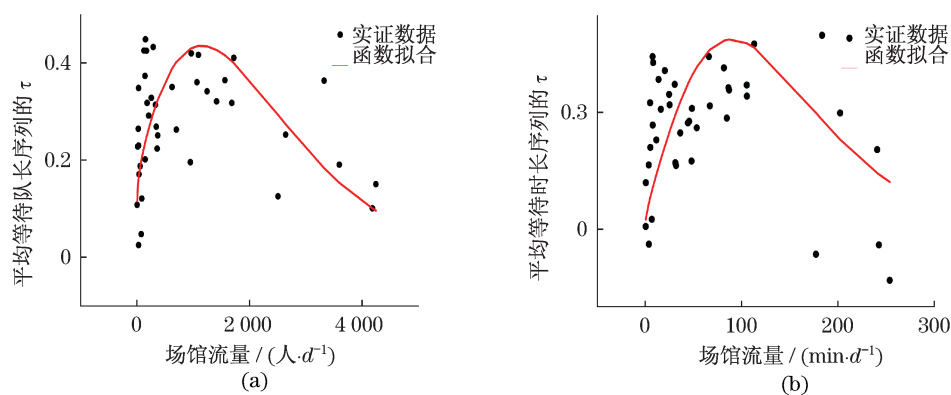 实证数据
函数拟合
0.4
0.2
0
平均等待队长序列的 τ
0
2 000
4 000
场馆流量 / (人·d⁻¹)
(a)
实证数据
函数拟合
0.3
0
平均等待时长序列的 τ
0
100
200
300
场馆流量 / (min·d⁻¹)
(b)